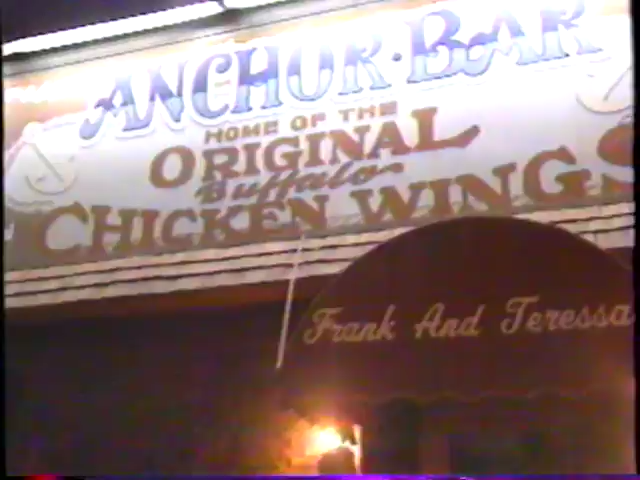 ANCHOR·BAR
HOME OF THE
ORIGINAL
Buffalo
CHICKEN WINGS
Frank And Teressa